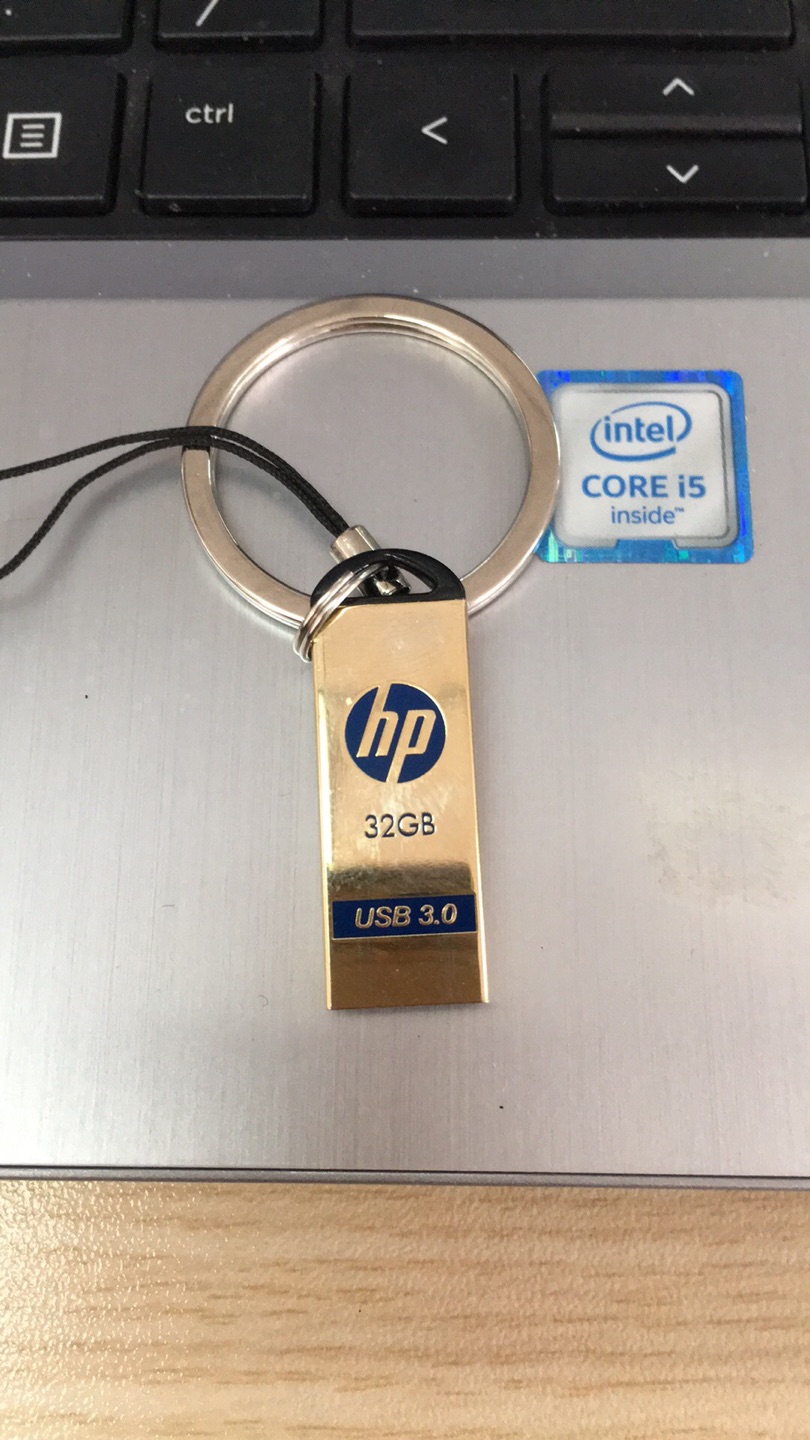 /
ctrl
<
intel
CORE i5
inside™
hp
32GB
USB 3.0